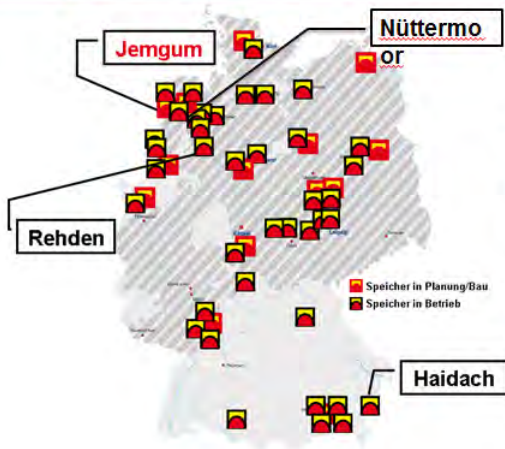 Jemgum
Nüttermo
or
Rehden
Speicher in Planung/Bau
Speicher in Betrieb
Haidach